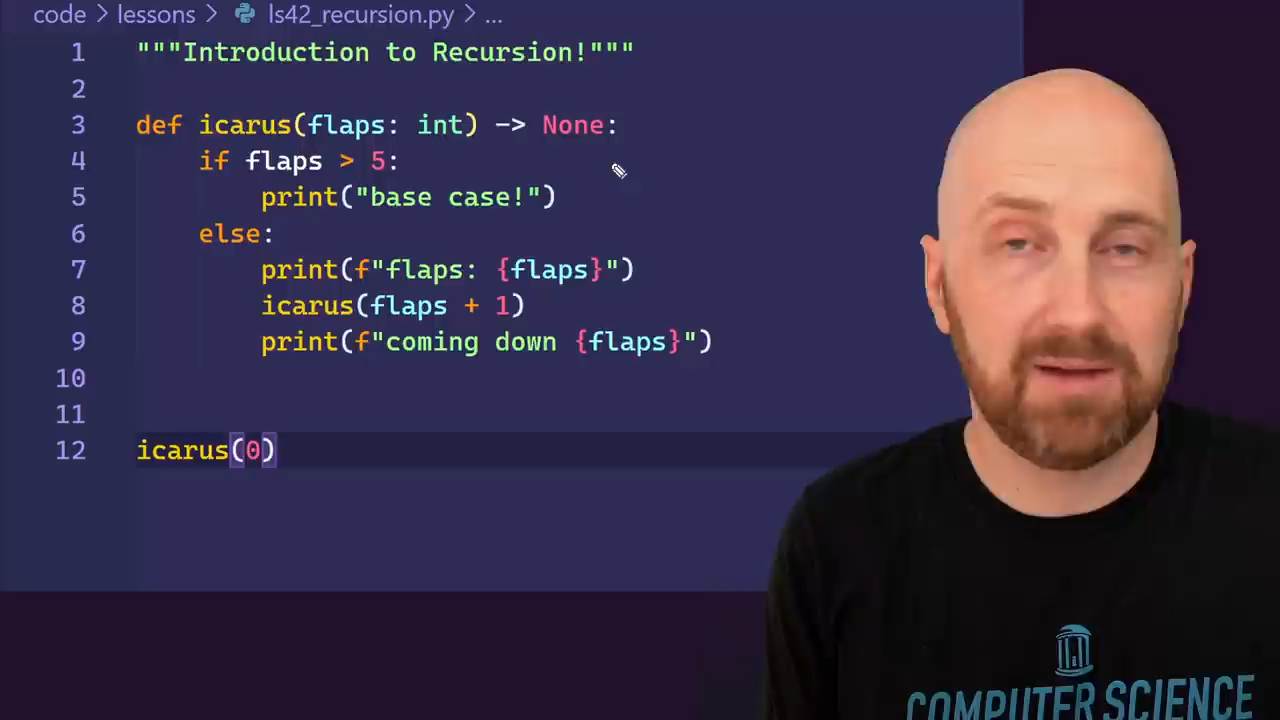 code > lessons > ls42_recursion.py > ...
1 """Introduction to Recursion!"""
2
3 def icarus(flaps: int) -> None:
4     if flaps > 5:
5         print("base case!")
6     else:
7         print(f"flaps: {flaps}")
8         icarus(flaps + 1)
9         print(f"coming down {flaps}")
10
11
12 icarus(0)
COMPUTER SCIENCE